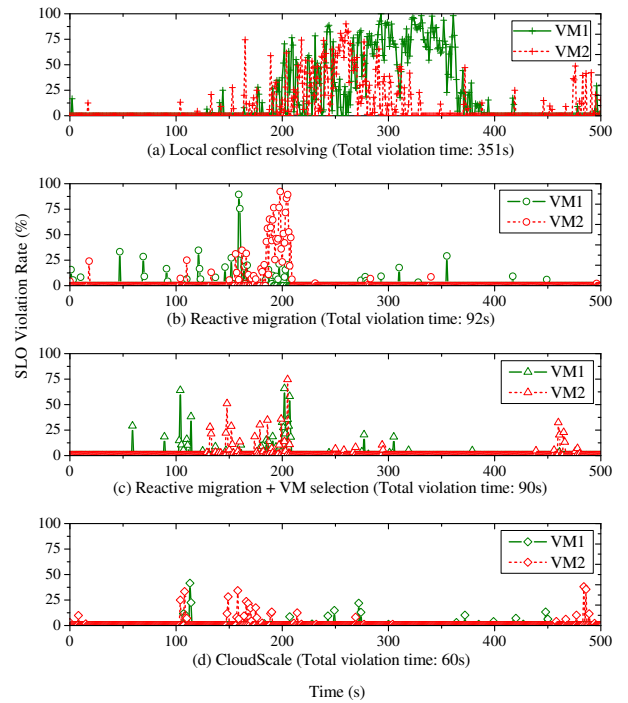 100
75
50
25
0
VM1
VM2
0 100 200 300 400 500
(a) Local conflict resolving (Total violation time: 351s)
100
75
50
25
0
VM1
VM2
0 100 200 300 400 500
(b) Reactive migration (Total violation time: 92s)
SLO Violation Rate (%)
100
75
50
25
0
VM1
VM2
0 100 200 300 400 500
(c) Reactive migration + VM selection (Total violation time: 90s)
100
75
50
25
0
VM1
VM2
0 100 200 300 400 500
(d) CloudScale (Total violation time: 60s)
Time (s)